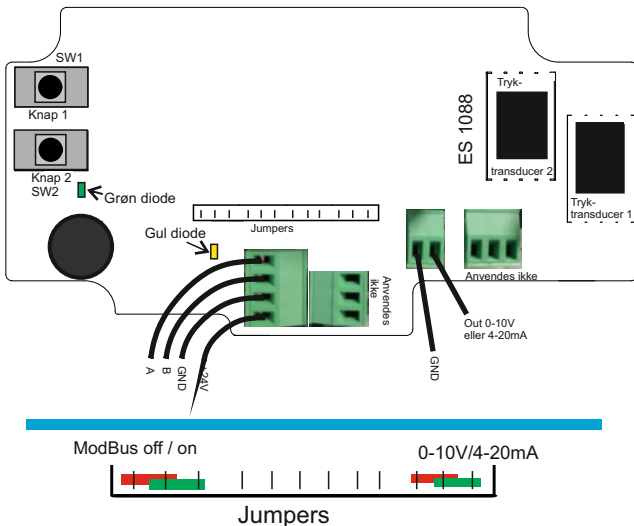 SW1
Knap 1
Knap 2
SW2
Grøn diode
Gul diode
Jumpers
ES 1088
Tryk-
transducer 2
Tryk-
transducer 1
Anvendes
ikke
Anvendes ikke
Out 0-10V
eller 4-20mA
GND
A
B
GND
+24V
ModBus off / on
0-10V/4-20mA
Jumpers